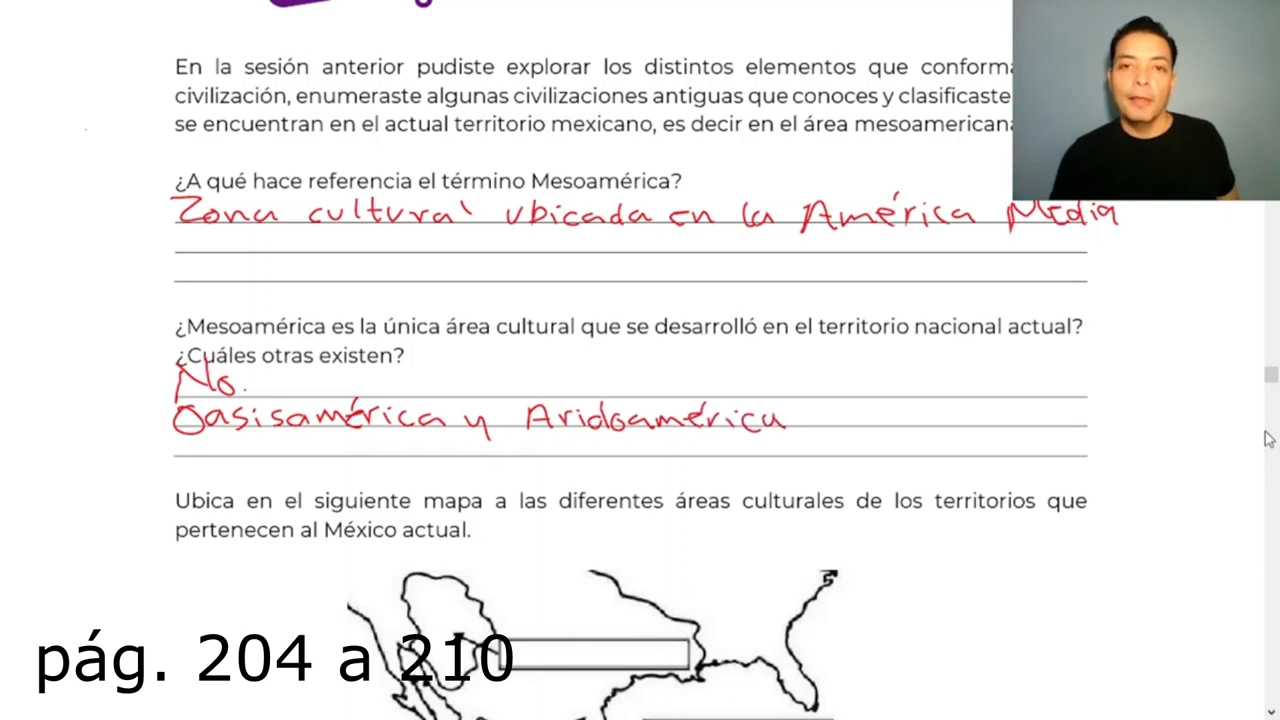 En la sesión anterior pudiste explorar los distintos elementos que
civilización, enumeraste algunas civilizaciones antiguas que conoces y clasificaste
se encuentran en el actual territorio mexicano, es decir en el área
¿A qué hace referencia el término Mesoamérica?
Zona cultural ubicada en la América Media
¿Mesoamérica es la única área cultural que se desarrolló en el territorio nacional actual?
¿Cuáles otras existen?
No.
Oasisamérica y Aridoamérica
Ubica en el siguiente mapa a las diferentes áreas culturales de los territorios que
pertenecen al México actual.
pág. 204 a 210